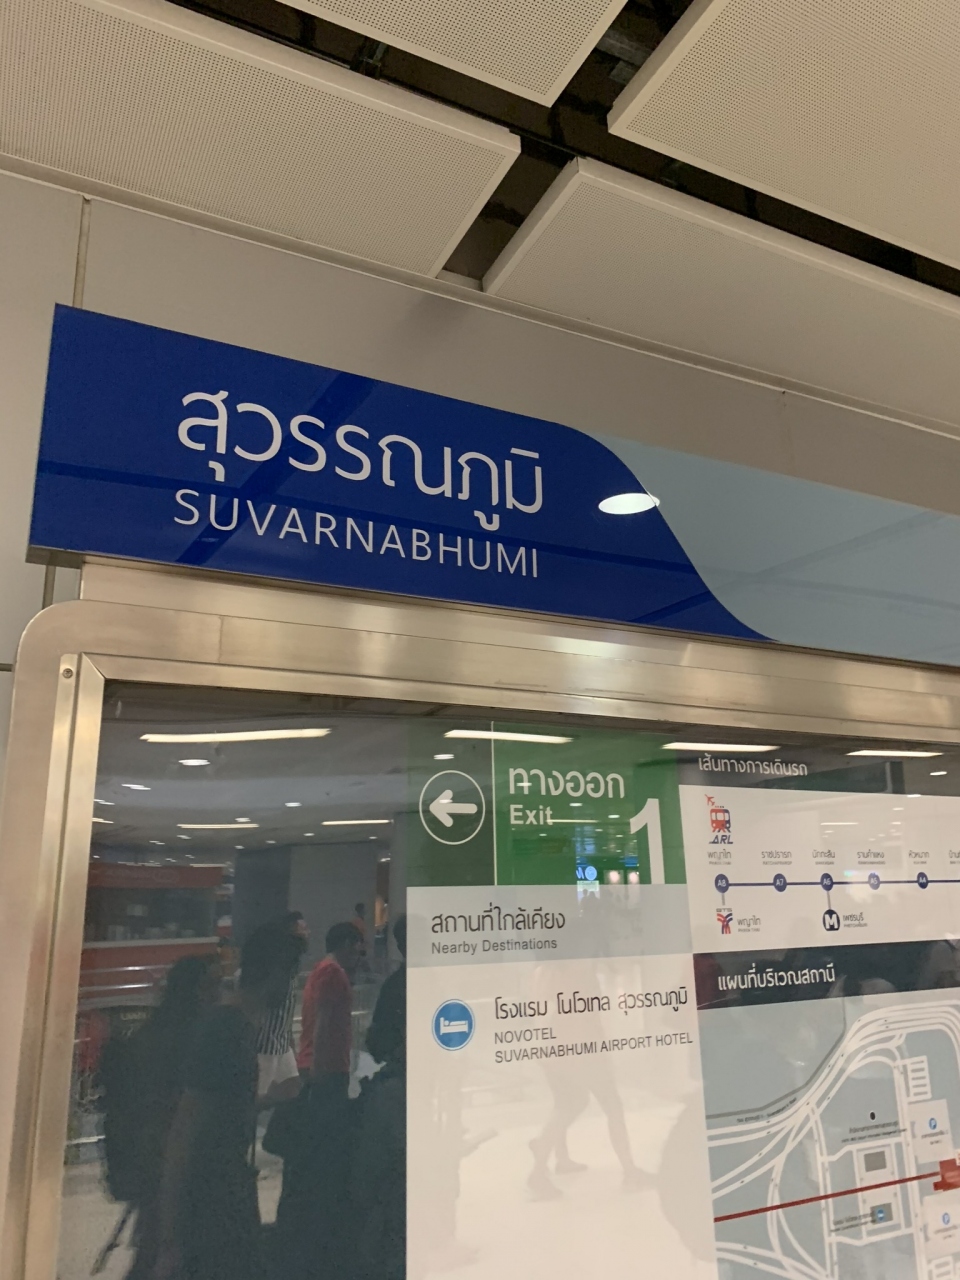 สุวรรณภูมิ
SUVARNABHUMI
ทางออก
Exit
1
สถานที่ใกล้เคียง
Nearby Destinations
โรงแรม โนโวเทล สุวรรณภูมิ
NOVOTEL
SUVARNABHUMI AIRPORT HOTEL
เส้นทางการเดินรถ
ARL
พญาไท
ราชปรารภ
มักกะสัน
รามคำแหง
หัวหมาก
A8
A7
A6
A5
A4
พญาไท
M
เพชรบุรี
แผนที่บริเวณสถานี